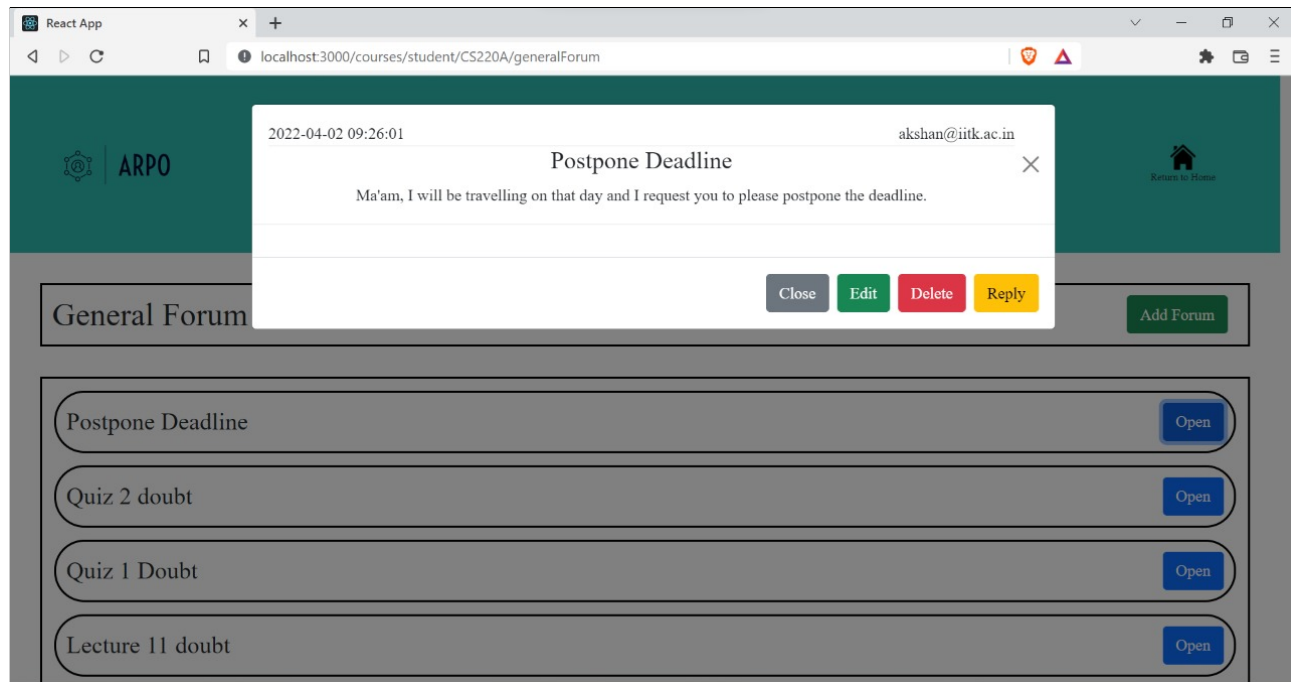 React App
localhost:3000/courses/student/CS220A/generalForum
2022-04-02 09:26:01 akshan@iitk.ac.in
ARPO
Postpone Deadline
Return to Home
Ma'am, I will be travelling on that day and I request you to please postpone the deadline.
Close Edit Delete Reply
General Forum Add Forum
Postpone Deadline Open
Quiz 2 doubt Open
Quiz 1 Doubt Open
Lecture 11 doubt Open